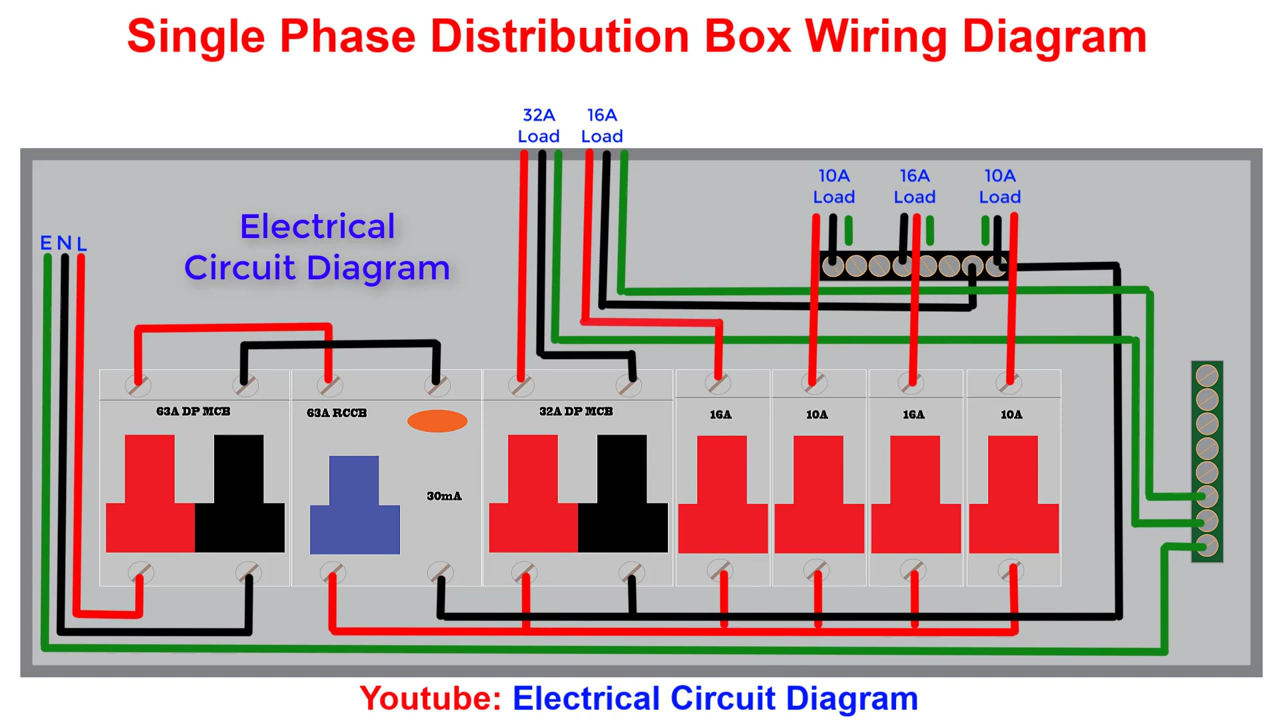 Single Phase Distribution Box Wiring Diagram
32A 16A
Load Load
10A 16A 10A
Load Load Load
Electrical
Circuit Diagram
E N L
63A DP MCB 63A RCCB 32A DP MCB 16A 10A 16A 10A
30mA
Youtube: Electrical Circuit Diagram